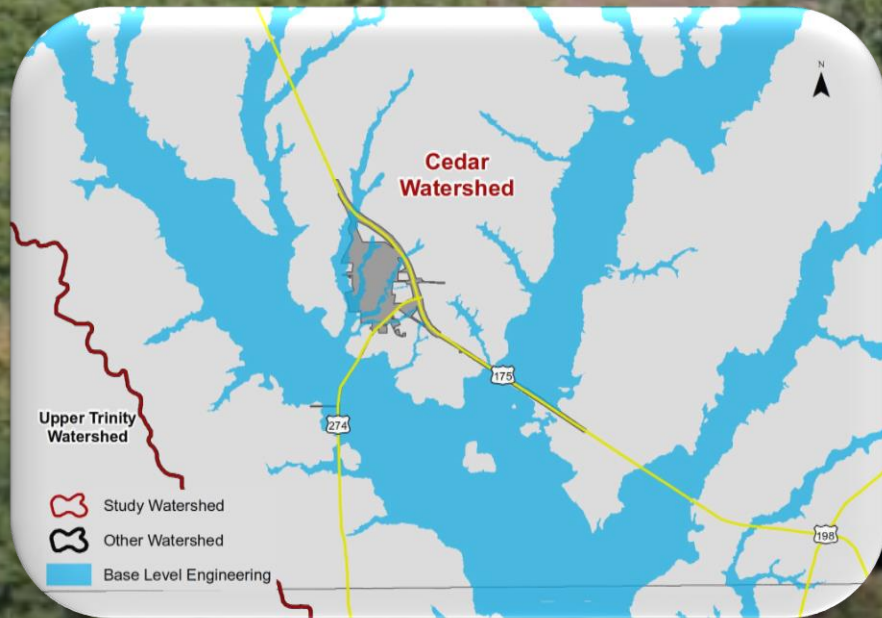 N
Cedar
Watershed
175
Upper Trinity
Watershed
274
Study Watershed
Other Watershed
198
Base Level Engineering